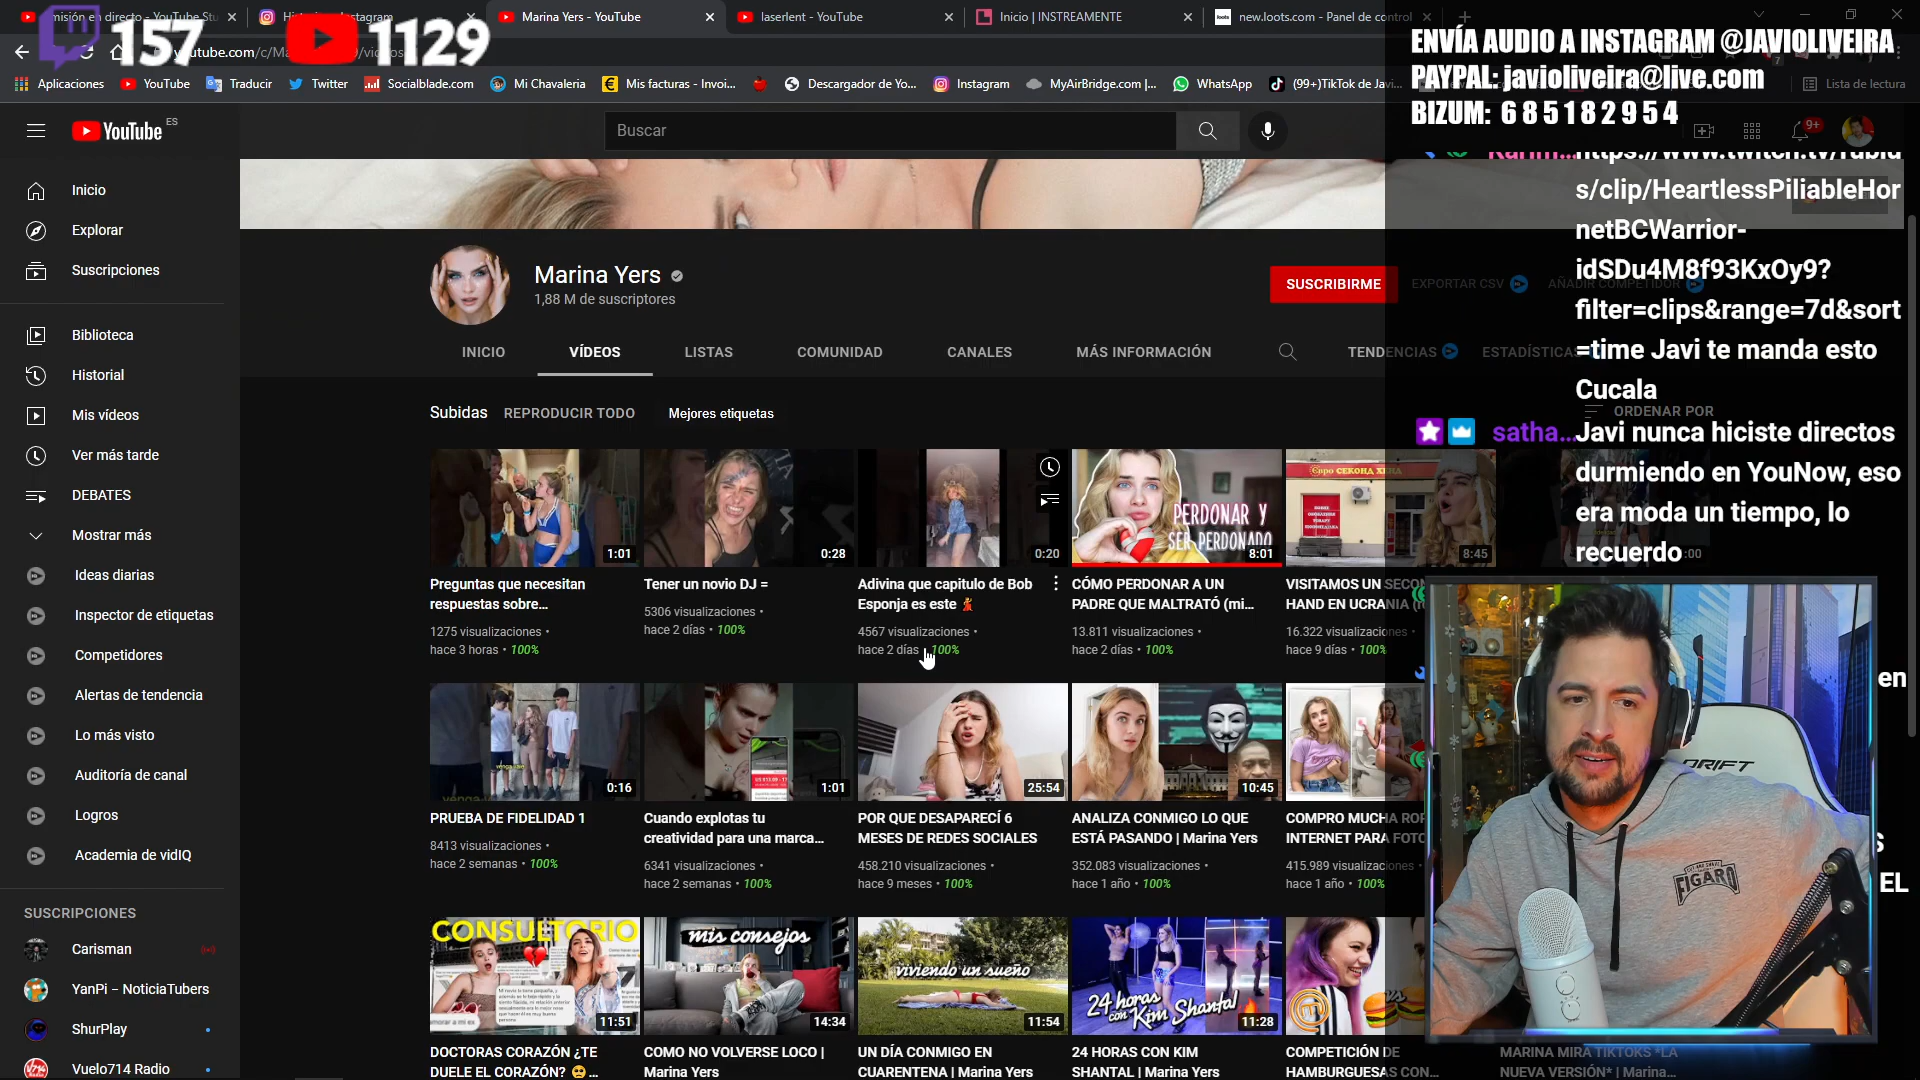 misión en directo - YouTube Stu
Instagram
Marina Yers - YouTube
laserlent - YouTube
Inicio | INSTREAMENTE
new.loots.com - Panel de control
157
1129
ENVÍA AUDIO A INSTAGRAM @JAVIOLIVEIRA
PAYPAL: javioliveira@live.com
BIZUM: 685182954
Aplicaciones
YouTube
Traducir
Twitter
Socialblade.com
Mi Chavaleria
Mis facturas - Invoi...
Descargador de Yo...
Instagram
MyAirBridge.com |...
WhatsApp
(99+)TikTok de Javi...
Lista de lectura
YouTube ES
Buscar
9+
Inicio
Explorar
Suscripciones
Biblioteca
Historial
Mis vídeos
Ver más tarde
DEBATES
Mostrar más
Ideas diarias
Inspector de etiquetas
Competidores
Alertas de tendencia
Lo más visto
Auditoría de canal
Logros
Academia de vidIQ
SUSCRIPCIONES
Carisman
YanPi – NoticiaTubers
ShurPlay
Vuelo714 Radio
Marina Yers
1,88 M de suscriptores
SUSCRIBIRME
EXPORTAR CSV
AÑADIR COMPETIDOR
INICIO
VÍDEOS
LISTAS
COMUNIDAD
CANALES
MÁS INFORMACIÓN
TENDENCIAS
ESTADÍSTICAS
Subidas
REPRODUCIR TODO
Mejores etiquetas
ORDENAR POR
s/clip/HeartlessPiliableHor
netBCWarrior-
idSDu4M8f93KxOy9?
filter=clips&range=7d&sort
=time Javi te manda esto
Cucala
satha...
Javi nunca hiciste directos
durmiendo en YouNow, eso
era moda un tiempo, lo
recuerdo
en
EL
1:01
0:28
0:20
PERDONAR Y
SER PERDONADO
8:01
Євро СЕКОНД ХЕНД
8:45
:00
Preguntas que necesitan
respuestas sobre...
1275 visualizaciones •
hace 3 horas • 100%
Tener un novio DJ =
5306 visualizaciones •
hace 2 días • 100%
Adivina que capitulo de Bob
Esponja es este
4567 visualizaciones •
hace 2 días • 100%
CÓMO PERDONAR A UN
PADRE QUE MALTRATÓ (mi...
13.811 visualizaciones •
hace 2 días • 100%
VISITAMOS UN SECON
HAND EN UCRANIA
16.322 visualizaciones •
hace 9 días • 100%
0:16
1:01
25:54
10:45
PRUEBA DE FIDELIDAD 1
8413 visualizaciones •
hace 2 semanas • 100%
Cuando explotas tu
creatividad para una marca...
6341 visualizaciones •
hace 2 semanas • 100%
POR QUE DESAPARECÍ 6
MESES DE REDES SOCIALES
458.210 visualizaciones •
hace 9 meses • 100%
ANALIZA CONMIGO LO QUE
ESTÁ PASANDO | Marina Yers
352.083 visualizaciones •
hace 1 año • 100%
COMPRO MUCHA ROP
INTERNET PARA FOTO
415.989 visualizaciones •
hace 1 año • 100%
CONSULTORIO
11:51
mis consejos
14:34
viviendo un sueño
11:54
24 horas
con Kim Shantal
11:28
DOCTORAS CORAZÓN ¿TE
DUELE EL CORAZÓN? ...
COMO NO VOLVERSE LOCO |
Marina Yers
UN DÍA CONMIGO EN
CUARENTENA | Marina Yers
24 HORAS CON KIM
SHANTAL | Marina Yers
COMPETICIÓN DE
HAMBURGUESAS CON...
MARINA MIRA TIKTOKS *LA
NUEVA VERSIÓN* | Marina...
DRIFT
FIGARO